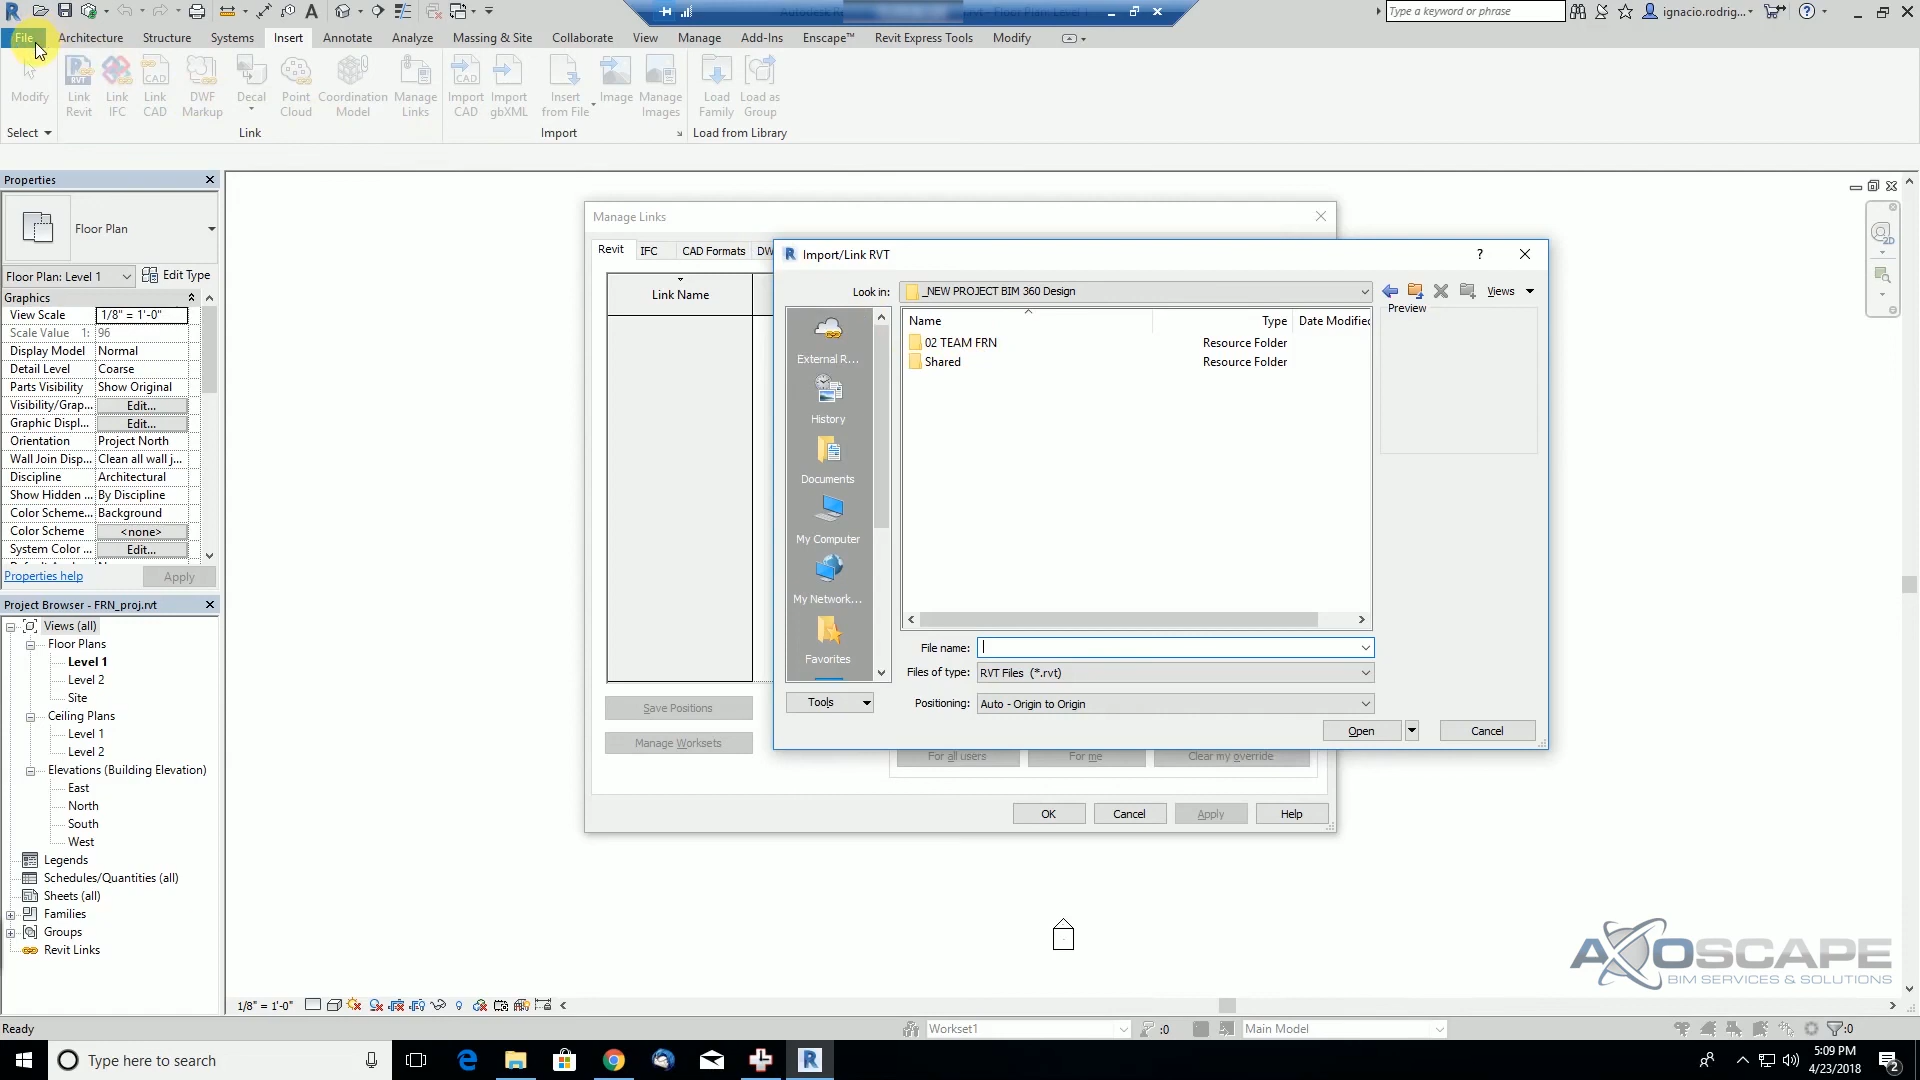 ignacio.rodrig...
Type a keyword or phrase
File Architecture Structure Systems Insert Annotate Analyze Massing & Site Collaborate View Manage Add-Ins Enscape™ Revit Express Tools Modify
Modify
Link Revit
Link IFC
Link CAD
DWF Markup
Decal
Point Cloud
Coordination Model
Manage Links
Import CAD
Import gbXML
Insert from File
Image
Manage Images
Load Family
Load as Group
Select Link Import Load from Library
Properties
Floor Plan
Floor Plan: Level 1 Edit Type
Graphics
View Scale 1/8" = 1'-0"
Scale Value 1: 96
Display Model Normal
Detail Level Coarse
Parts Visibility Show Original
Visibility/Grap... Edit...
Graphic Displ... Edit...
Orientation Project North
Wall Join Disp... Clean all wall j...
Discipline Architectural
Show Hidden ... By Discipline
Color Scheme... Background
Color Scheme <none>
System Color ... Edit...
Properties help Apply
Project Browser - FRN_proj.rvt
Views (all)
Floor Plans
Level 1
Level 2
Site
Ceiling Plans
Level 1
Level 2
Elevations (Building Elevation)
East
North
South
West
Legends
Schedules/Quantities (all)
Sheets (all)
Families
Groups
Revit Links
Manage Links
Revit IFC CAD Formats DW
Link Name
Save Positions
Manage Worksets
For all users For me Clear my override
OK Cancel Apply Help
Import/Link RVT
Look in: _NEW PROJECT BIM 360 Design Views
Preview
Name Type Date Modified
02 TEAM FRN Resource Folder
Shared Resource Folder
External R...
History
Documents
My Computer
My Network...
Favorites
Tools
File name:
Files of type: RVT Files (*.rvt)
Positioning: Auto - Origin to Origin
Open Cancel
AXOSCAPE
BIM SERVICES & SOLUTIONS
1/8" = 1'-0"
Ready
Workset1 :0 Main Model :0
Type here to search
5:09 PM
4/23/2018
2